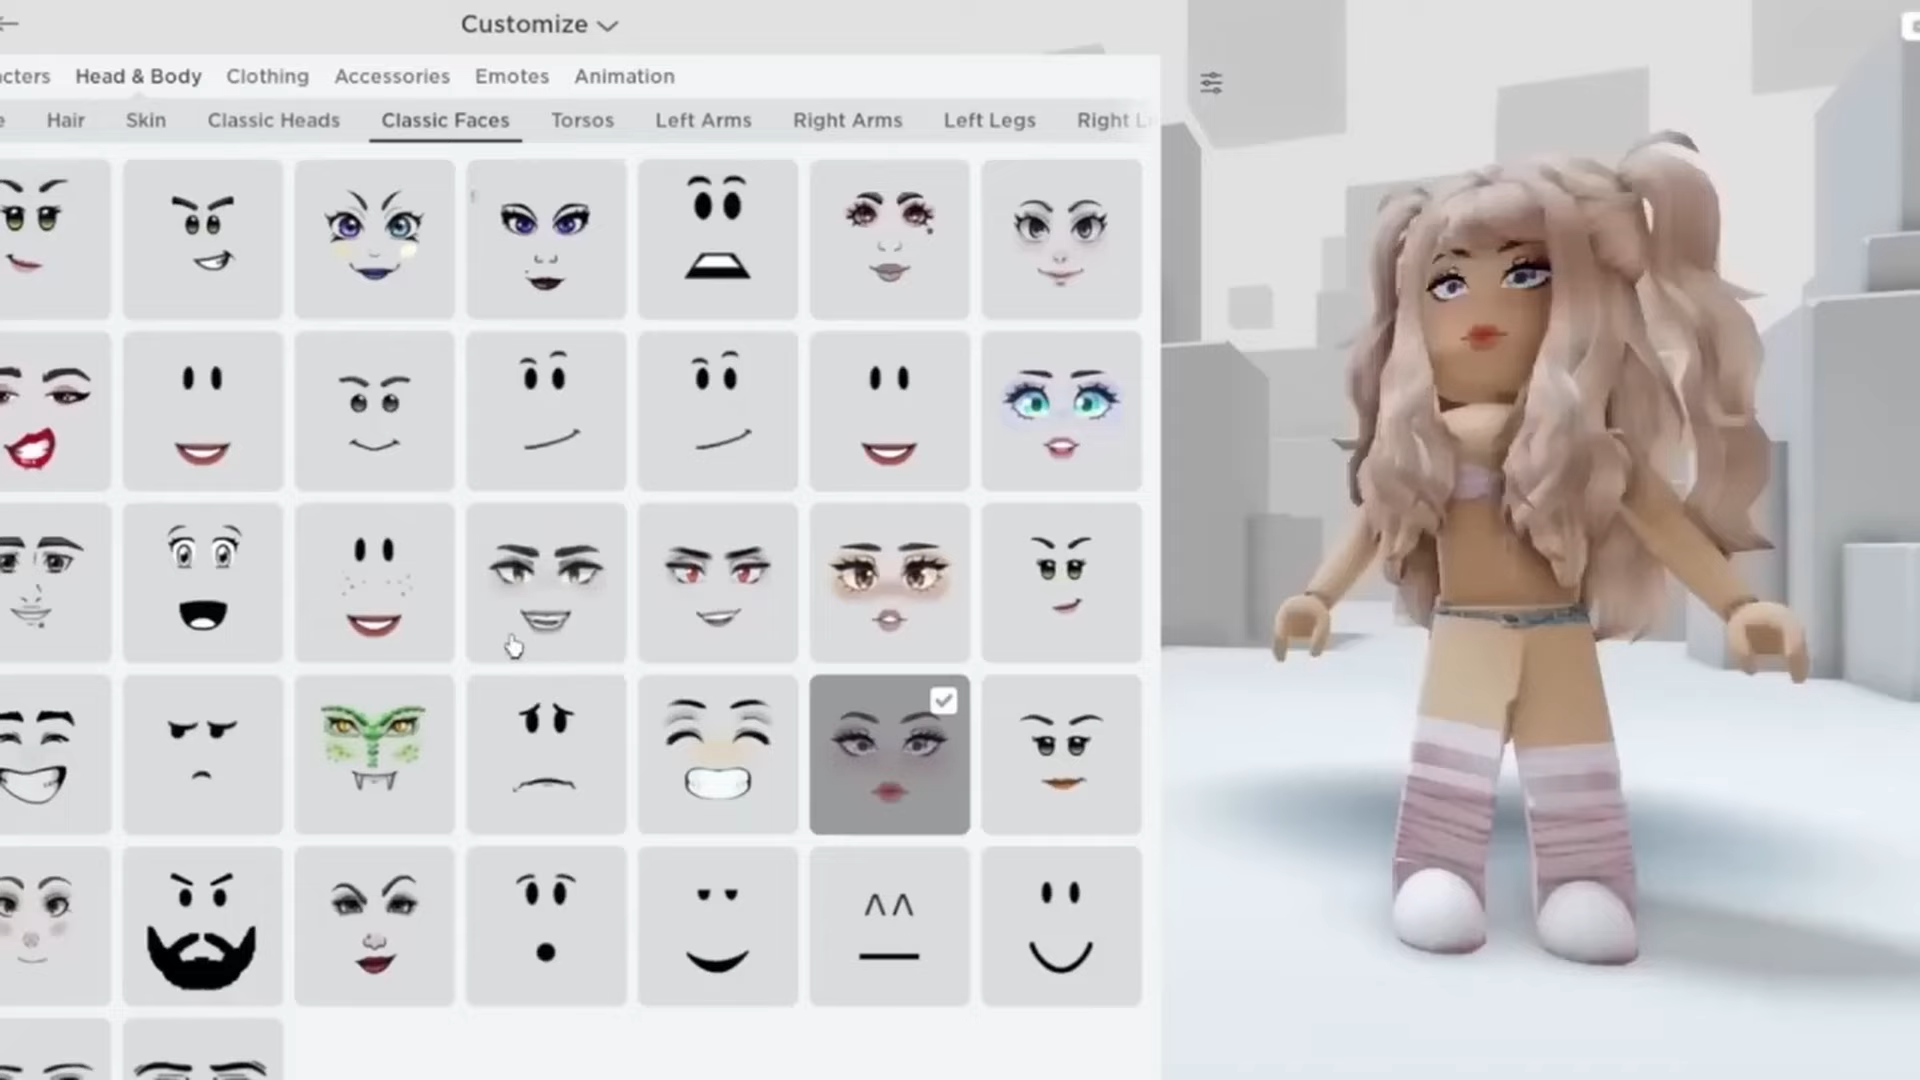 Customize
cters Head & Body Clothing Accessories Emotes Animation
e Hair Skin Classic Heads Classic Faces Torsos Left Arms Right Arms Left Legs Right L